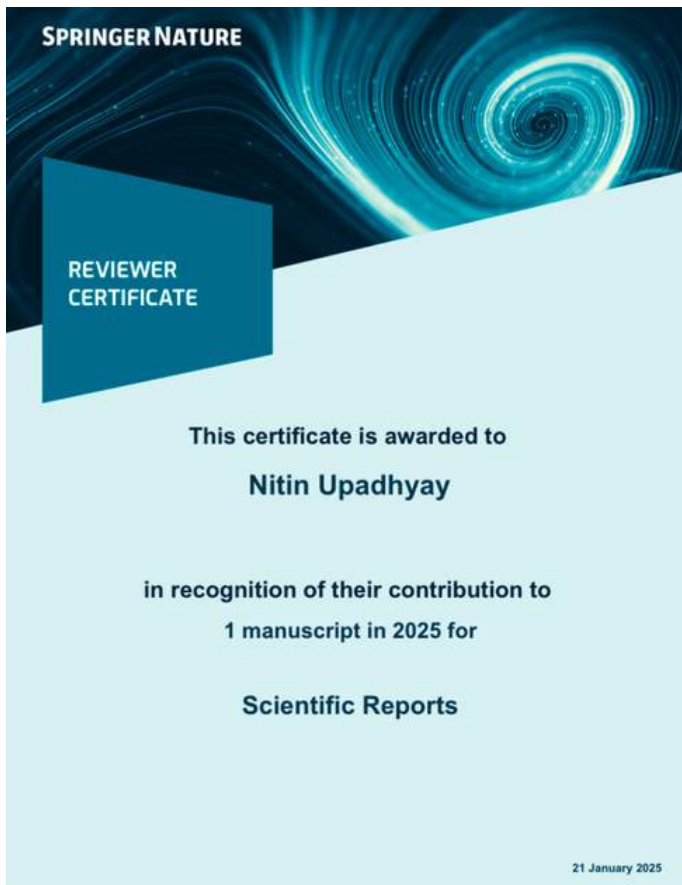 SPRINGER NATURE
REVIEWER
CERTIFICATE
This certificate is awarded to
Nitin Upadhyay
in recognition of their contribution to
1 manuscript in 2025 for
Scientific Reports
21 January 2025